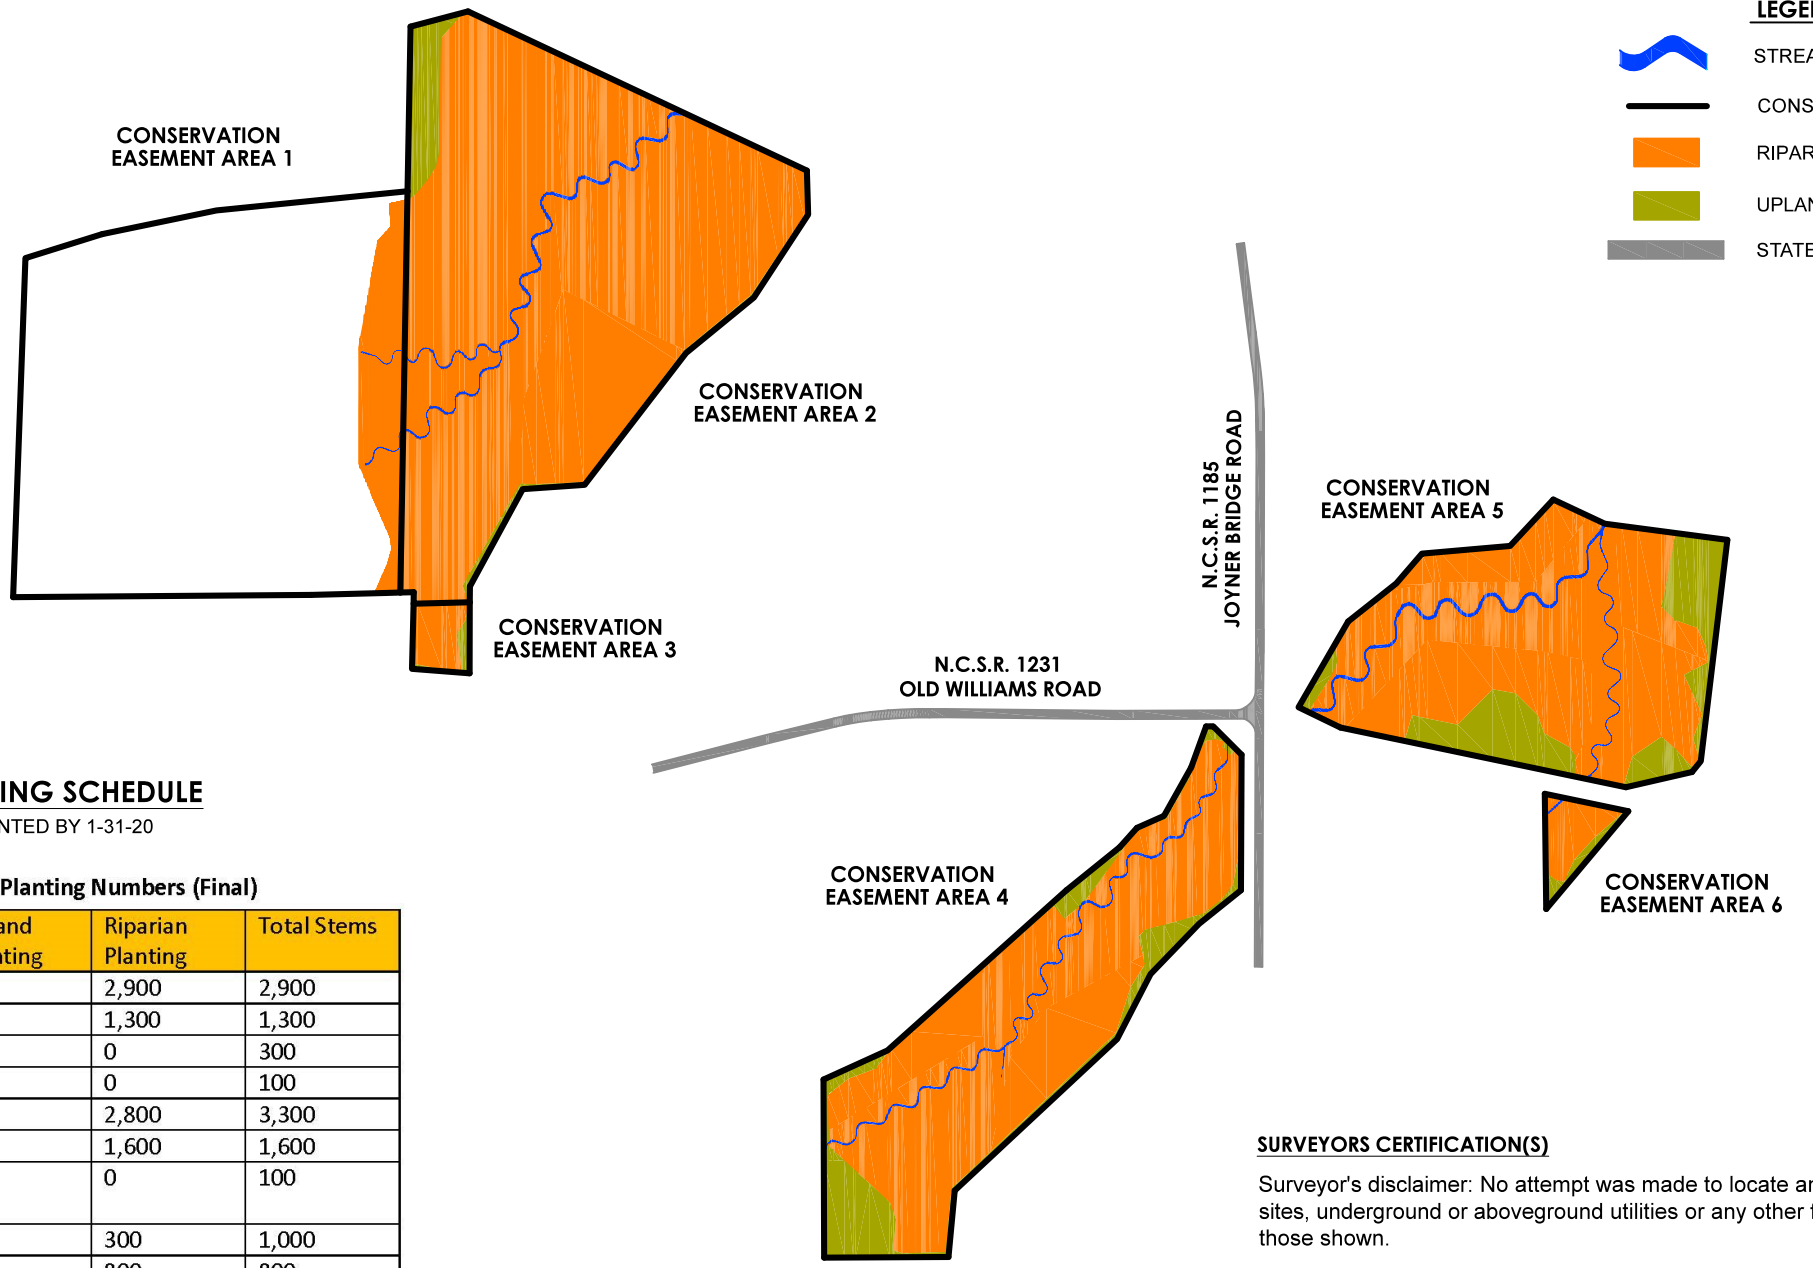 LEGE
STREA
CONS
RIPAR
UPLAN
STATE
CONSERVATION
EASEMENT AREA 1
CONSERVATION
EASEMENT AREA 2
CONSERVATION
EASEMENT AREA 3
N.C.S.R. 1185
JOYNER BRIDGE ROAD
N.C.S.R. 1231
OLD WILLIAMS ROAD
CONSERVATION
EASEMENT AREA 5
CONSERVATION
EASEMENT AREA 4
CONSERVATION
EASEMENT AREA 6
ING SCHEDULE
NTED BY 1-31-20
Planting Numbers (Final)
and Riparian Total Stems
ting Planting
2,900 2,900
1,300 1,300
0 300
0 100
2,800 3,300
1,600 1,600
0 100
300 1,000
SURVEYORS CERTIFICATION(S)
Surveyor's disclaimer: No attempt was made to locate
sites, underground or aboveground utilities or any other
those shown.